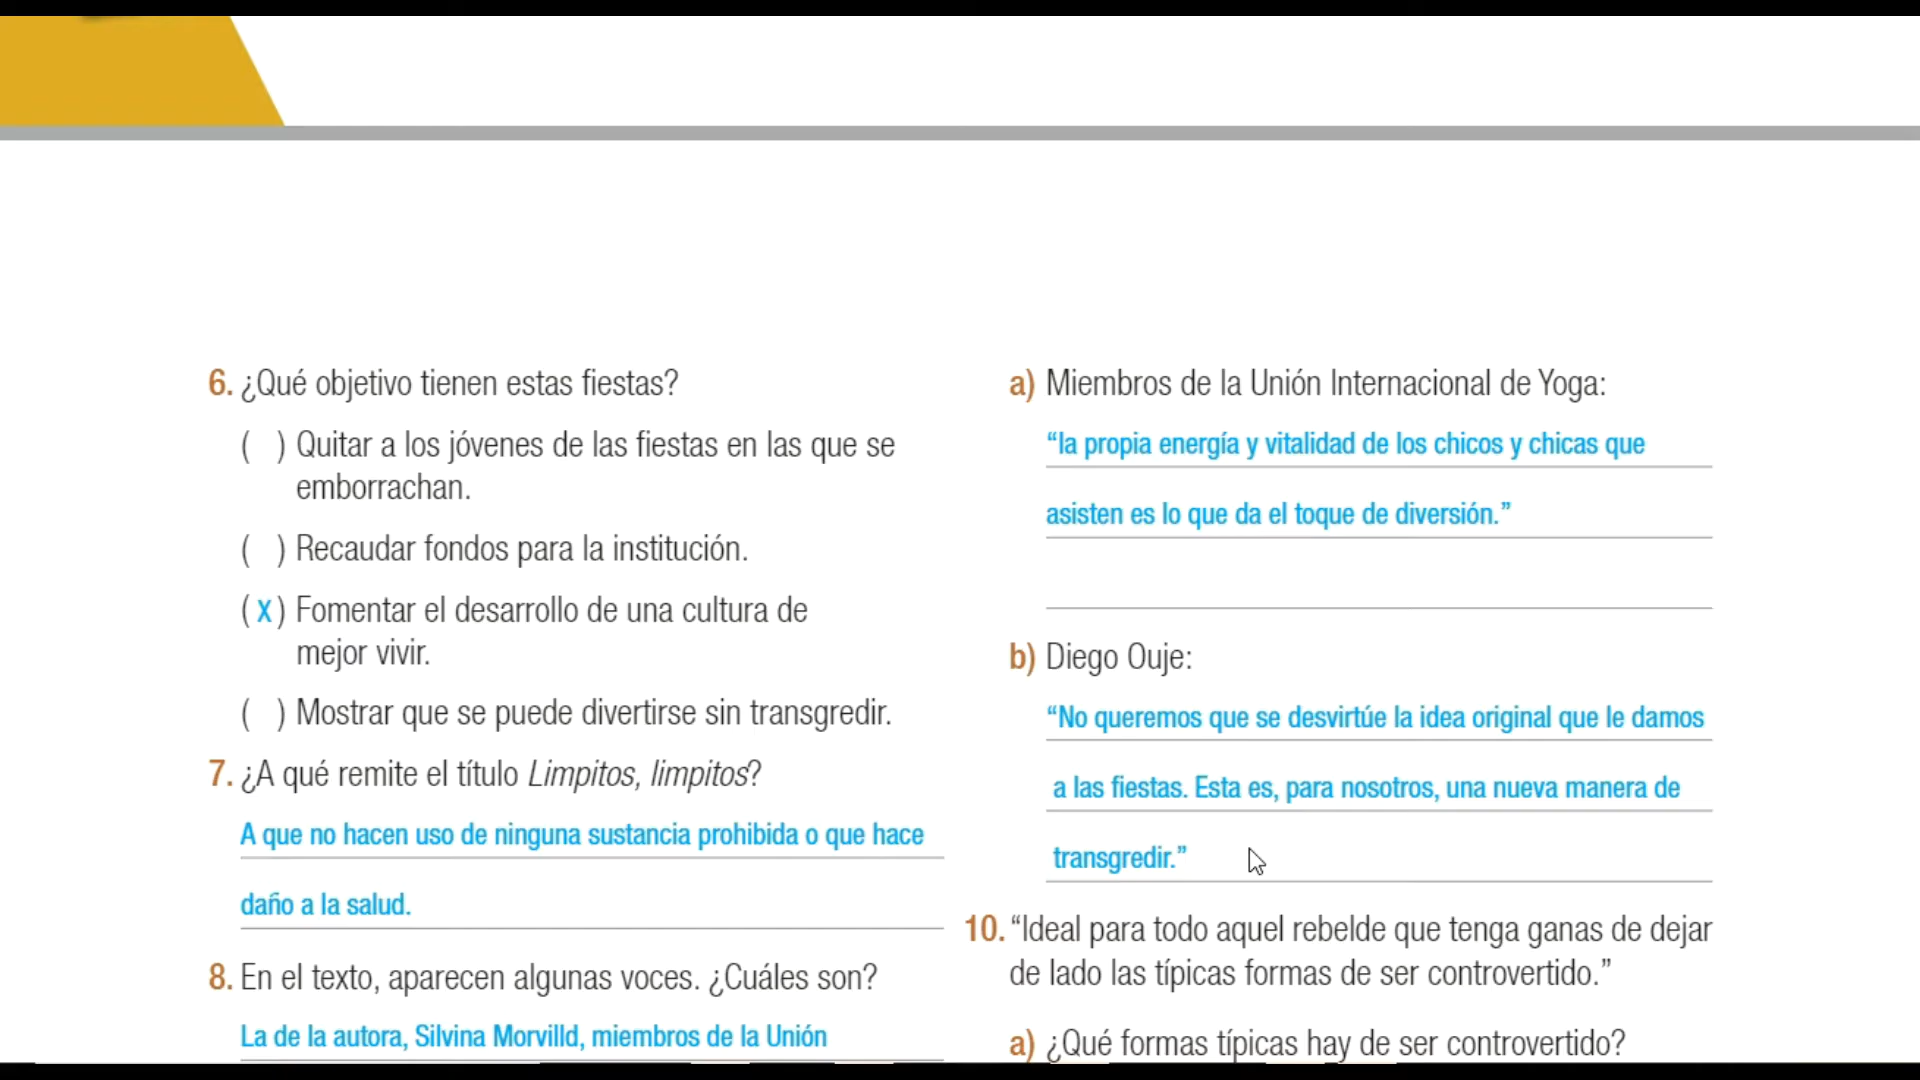 6. ¿Qué objetivo tienen estas fiestas?
( ) Quitar a los jóvenes de las fiestas en las que se
emborrachan.
( ) Recaudar fondos para la institución.
( x ) Fomentar el desarrollo de una cultura de
mejor vivir.
( ) Mostrar que se puede divertirse sin transgredir.
7. ¿A qué remite el título Limpitos, limpitos?
A que no hacen uso de ninguna sustancia prohibida o que hace
daño a la salud.
8. En el texto, aparecen algunas voces. ¿Cuáles son?
La de la autora, Silvina Morvilld, miembros de la Unión
a) Miembros de la Unión Internacional de Yoga:
“la propia energía y vitalidad de los chicos y chicas que
asisten es lo que da el toque de diversión.”
b) Diego Ouje:
“No queremos que se desvirtúe la idea original que le damos
a las fiestas. Esta es, para nosotros, una nueva manera de
transgredir.”
10. “Ideal para todo aquel rebelde que tenga ganas de dejar
de lado las típicas formas de ser controvertido.”
a) ¿Qué formas típicas hay de ser controvertido?